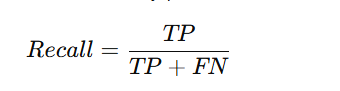 Recall = TP / TP + FN